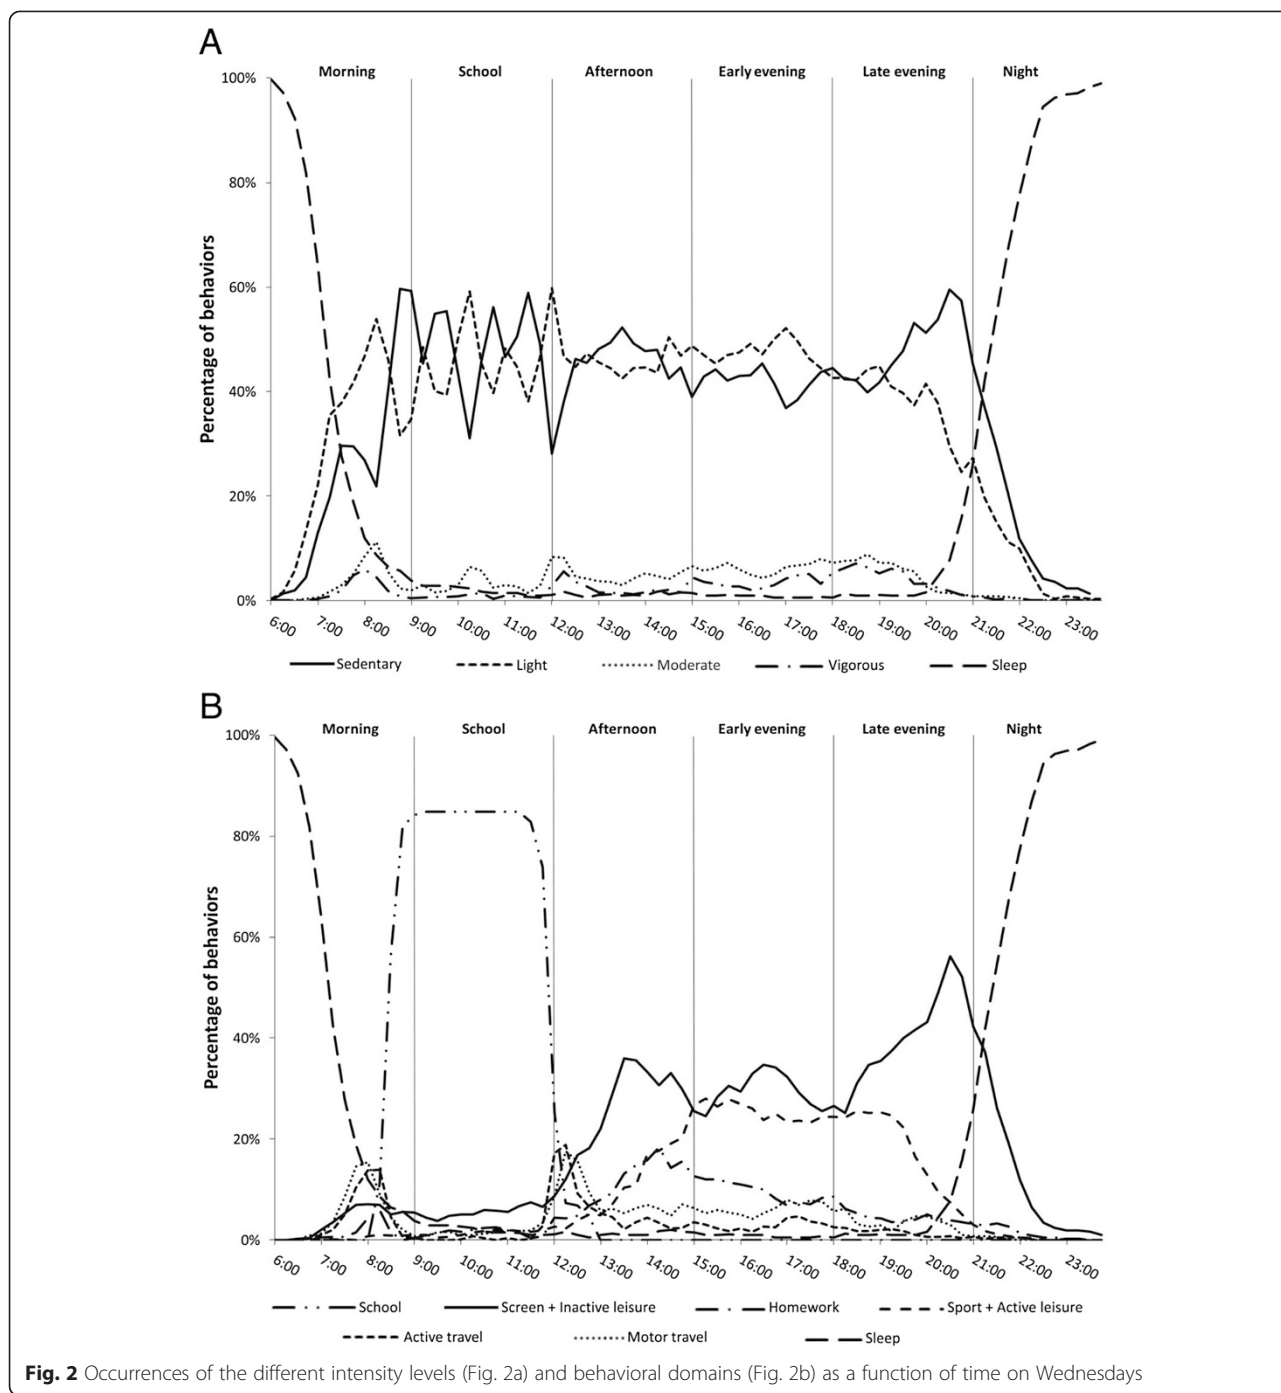 A
Morning School Afternoon Early evening Late evening Night
100%
80%
60%
40%
20%
0%
Percentage of behaviors
6:00 7:00 8:00 9:00 10:00 11:00 12:00 13:00 14:00 15:00 16:00 17:00 18:00 19:00 20:00 21:00 22:00 23:00
Sedentary Light Moderate Vigorous Sleep
B
Morning School Afternoon Early evening Late evening Night
100%
80%
60%
40%
20%
0%
Percentage of behaviors
6:00 7:00 8:00 9:00 10:00 11:00 12:00 13:00 14:00 15:00 16:00 17:00 18:00 19:00 20:00 21:00 22:00 23:00
School Screen + Inactive leisure Homework Sport + Active leisure
Active travel Motor travel Sleep
Fig. 2 Occurrences of the different intensity levels (Fig. 2a) and behavioral domains (Fig. 2b) as a function of time on Wednesdays